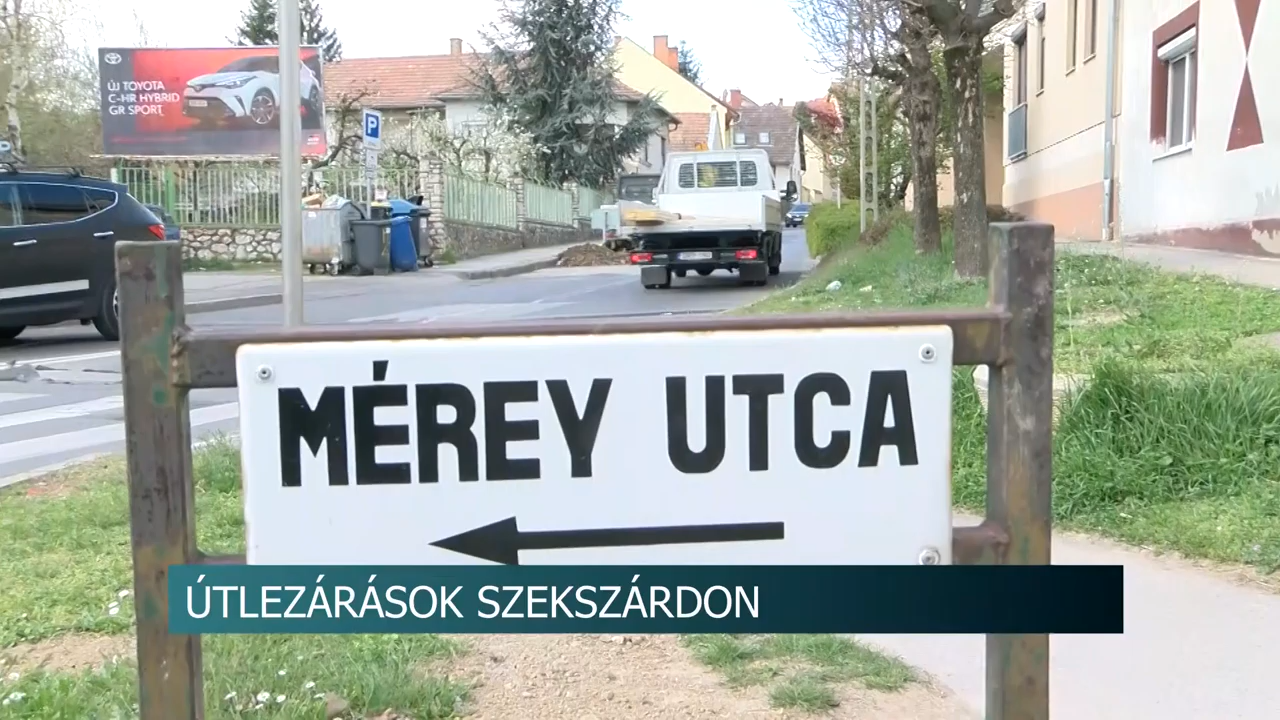 ÚJ TOYOTA
C-HR HYBRID
GR SPORT
P
MÉREY UTCA
ÚTLEZÁRÁSOK SZEKSZÁRDON